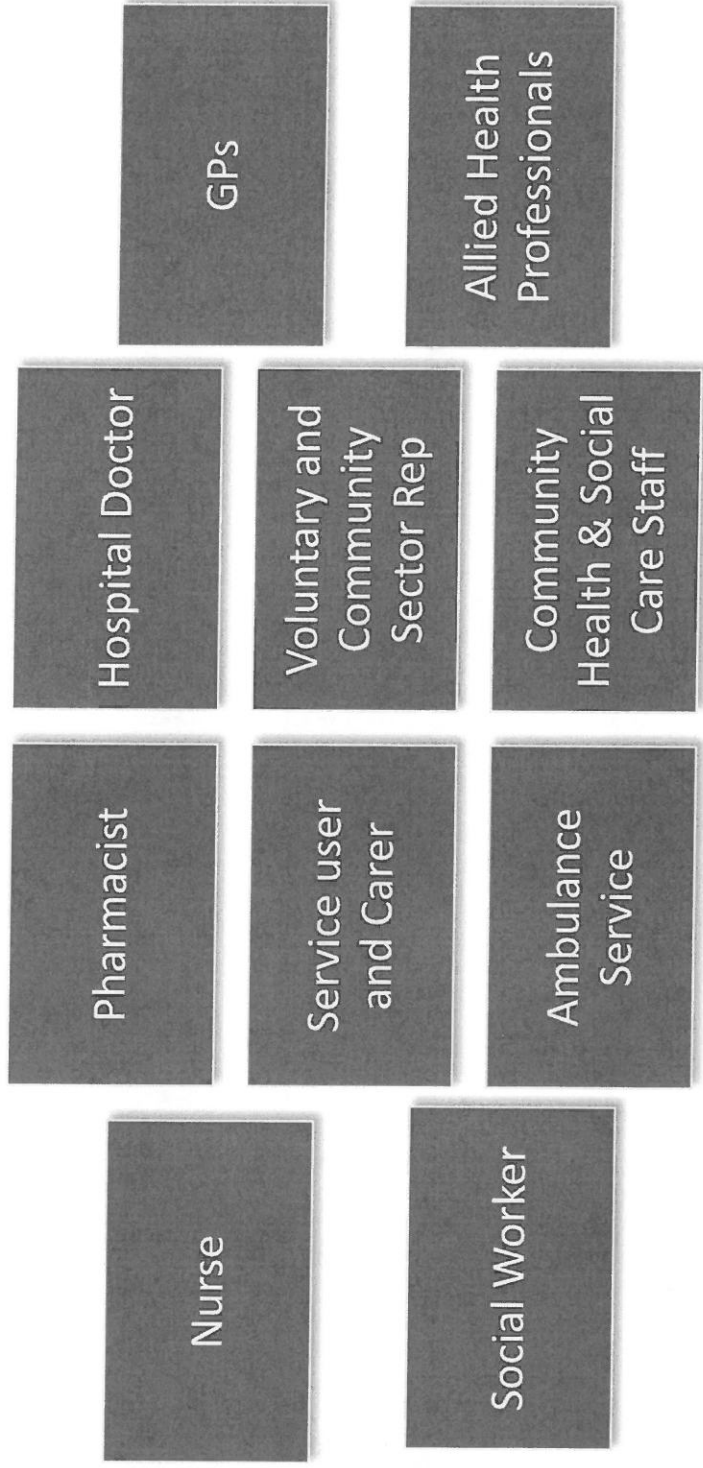 Pharmacist
Hospital Doctor
Nurse
GPs
Service user
and Carer
Voluntary and
Community
Sector Rep
Social Worker
Allied Health
Professionals
Ambulance
Service
Community
Health & Social
Care Staff